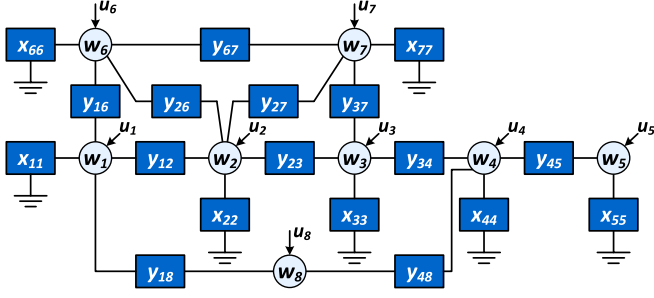 u6 u7
x66 w6 y67 w7 x77
y16 y26 y27 y37
u1 u2 u3 u4 u5
x11 w1 y12 w2 y23 w3 y34 w4 y45 w5
x22 x33 x44 x55
u8
y18 w8 y48